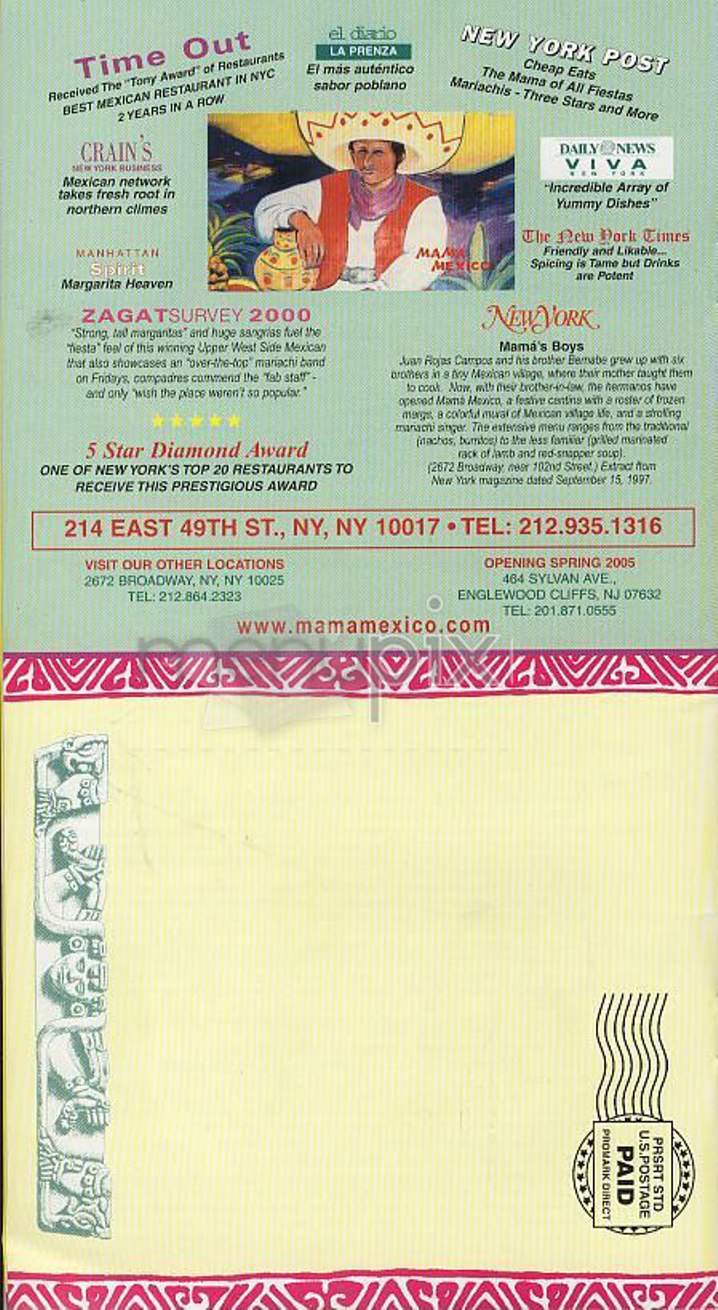 Time Out
Received The "Tony Award" of Restaurants
BEST MEXICAN RESTAURANT IN NYC
2 YEARS IN A ROW
el diario
LA PRENZA
El más auténtico
sabor poblano
NEW YORK POST
Cheap Eats
The Mama of All Fiestas
Mariachis - Three Stars and More
CRAIN'S
NEW YORK BUSINESS
Mexican network
takes fresh root in
northern climes
MANHATTAN
Spirit
Margarita Heaven
MAMA
MEXICO
DAILY NEWS
VIVA
NEW YORK
"Incredible Array of
Yummy Dishes"
The New York Times
Friendly and Likable...
Spicing is Tame but Drinks
are Potent
ZAGATSURVEY 2000
"Strong, tall margaritas" and huge sangrias fuel the
"fiesta" feel of this winning Upper West Side Mexican
that also showcases an "over-the-top" mariachi band
on Fridays, compadres commend the "fab staff" -
and only "wish the place weren't so popular."
5 Star Diamond Award
ONE OF NEW YORK'S TOP 20 RESTAURANTS TO
RECEIVE THIS PRESTIGIOUS AWARD
NEW YORK
Mamá's Boys
Juan Rojas Campos and his brother Bernabe grew up with six
brothers in a tiny Mexican village, where their mother taught them
to cook. Now, with their brother-in-law, the hermanos have
opened Mamá Mexico, a festive cantina with a roster of frozen
margs, a colorful mural of Mexican village life, and a strolling
mariachi singer. The extensive menu ranges from the traditional
(nachos, burritos) to the less familiar (grilled marinated
rack of lamb and red-snapper soup).
(2672 Broadway, near 102nd Street.) Extract from
New York magazine dated September 15, 1997.
214 EAST 49TH ST., NY, NY 10017 • TEL: 212.935.1316
VISIT OUR OTHER LOCATIONS
2672 BROADWAY, NY, NY 10025
TEL: 212.864.2323
OPENING SPRING 2005
464 SYLVAN AVE.,
ENGLEWOOD CLIFFS, NJ 07632
TEL: 201.871.0555
www.mamamexico.com
menupix
PRSRT STD
U.S.POSTAGE
PAID
PROMARK DIRECT